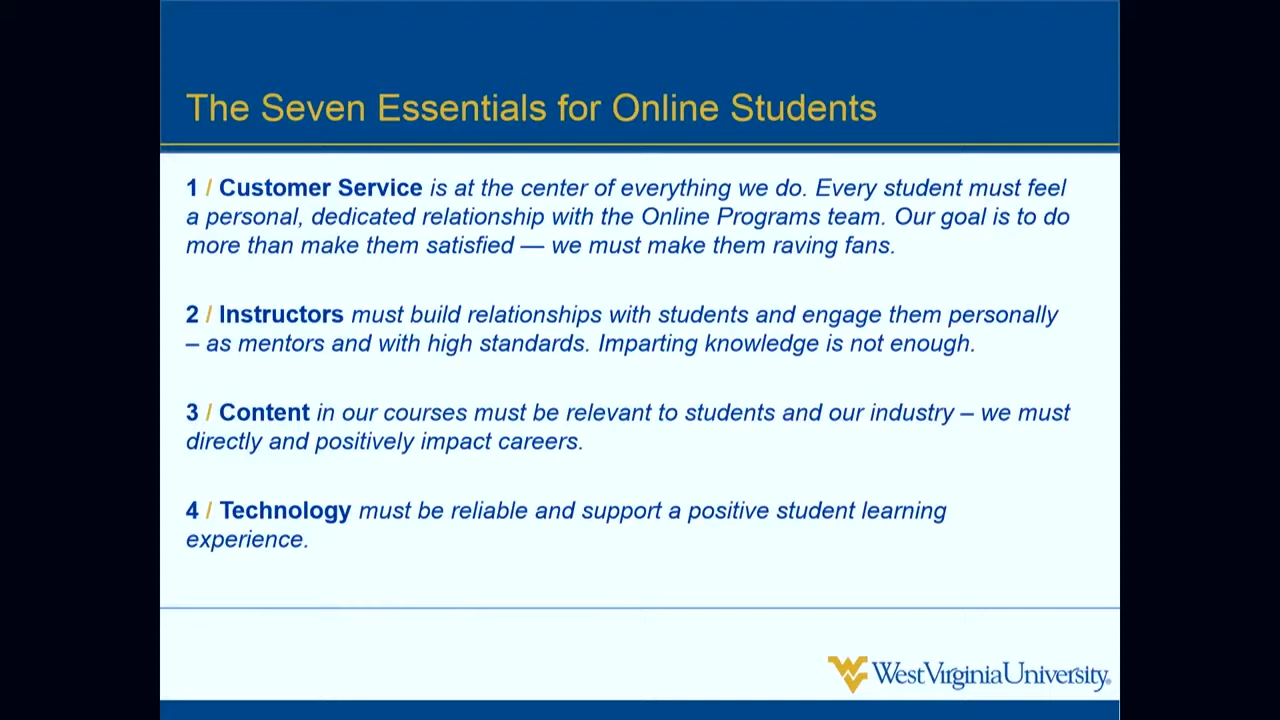 The Seven Essentials for Online Students
1 / Customer Service is at the center of everything we do. Every student must feel
a personal, dedicated relationship with the Online Programs team. Our goal is to do
more than make them satisfied — we must make them raving fans.
2 / Instructors must build relationships with students and engage them personally
– as mentors and with high standards. Imparting knowledge is not enough.
3 / Content in our courses must be relevant to students and our industry – we must
directly and positively impact careers.
4 / Technology must be reliable and support a positive student learning
experience.
WestVirginiaUniversity®